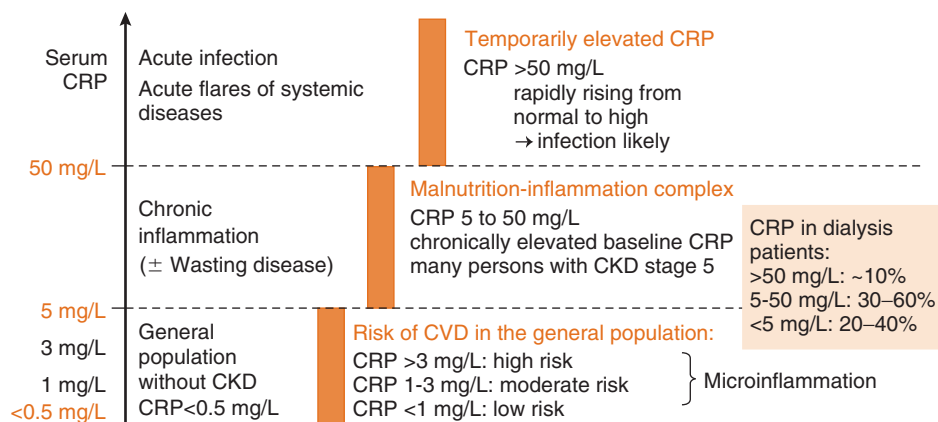 Serum
CRP
50 mg/L
5 mg/L
3 mg/L
1 mg/L
<0.5 mg/L
Acute infection
Acute flares of systemic
diseases
Temporarily elevated CRP
CRP >50 mg/L
rapidly rising from
normal to high
→ infection likely
Chronic
inflammation
(± Wasting disease)
Malnutrition-inflammation complex
CRP 5 to 50 mg/L
chronically elevated baseline CRP
many persons with CKD stage 5
CRP in dialysis
patients:
>50 mg/L: ~10%
5-50 mg/L: 30–60%
<5 mg/L: 20–40%
General
population
without CKD
CRP<0.5 mg/L
Risk of CVD in the general population:
CRP >3 mg/L: high risk
CRP 1-3 mg/L: moderate risk
CRP <1 mg/L: low risk
Microinflammation